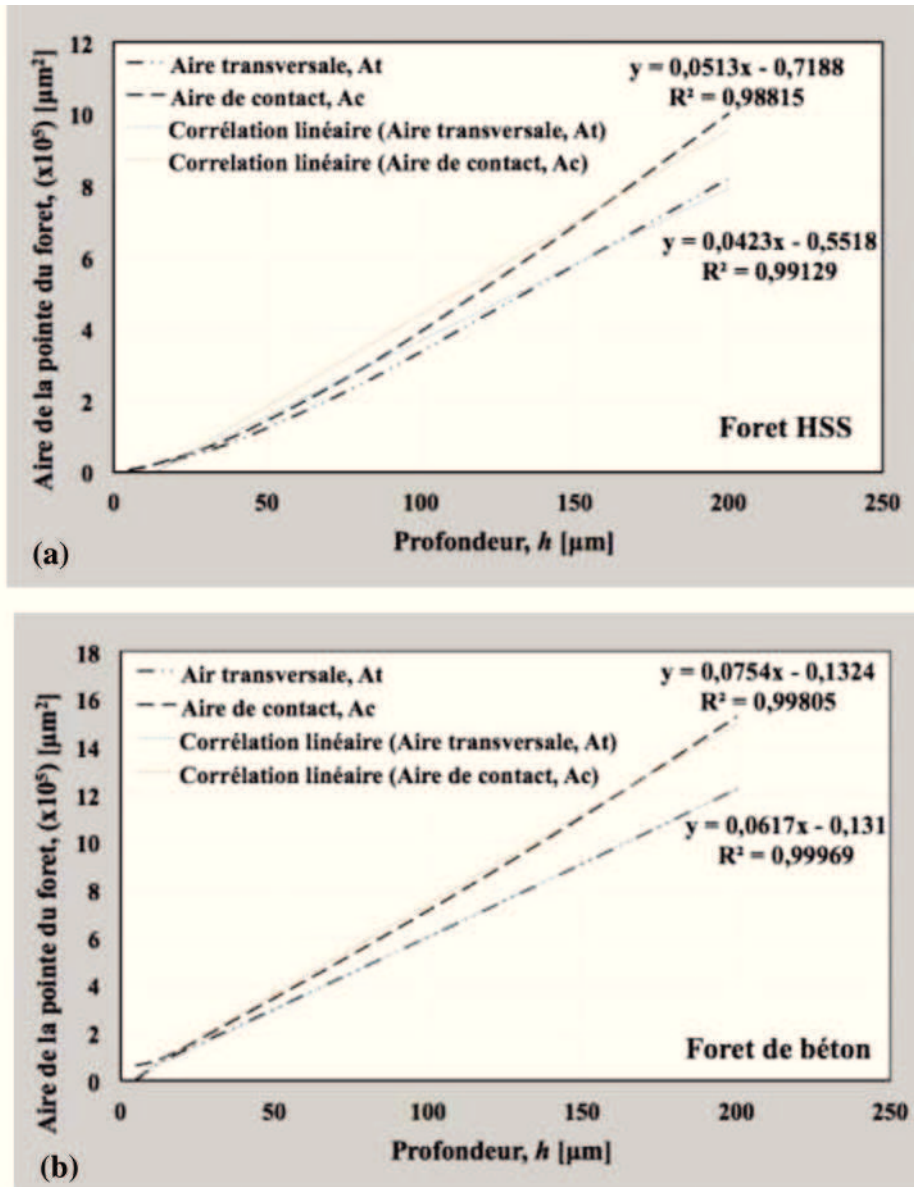 Aire de la pointe du foret, (x10⁵) [µm²]
12
10
8
6
4
2
0
Aire transversale, At
Aire de contact, Ac
Corrélation linéaire (Aire transversale, At)
Correlation linéaire (Aire de contact, Ac)
y = 0,0513x - 0,7188
R² = 0,98815
y = 0,0423x - 0,5518
R² = 0,99129
Foret HSS
0 50 100 150 200 250
Profondeur, h [µm]
(a)
Aire de la pointe du foret, (x10⁵) [µm²]
18
16
14
12
10
8
6
4
2
0
Air transversale, At
Aire de contact, Ac
Corrélation linéaire (Aire transversale, At)
Corrélation linéaire (Aire de contact, Ac)
y = 0,0754x - 0,1324
R² = 0,99805
y = 0,0617x - 0,131
R² = 0,99969
Foret de béton
0 50 100 150 200 250
Profondeur, h [µm]
(b)